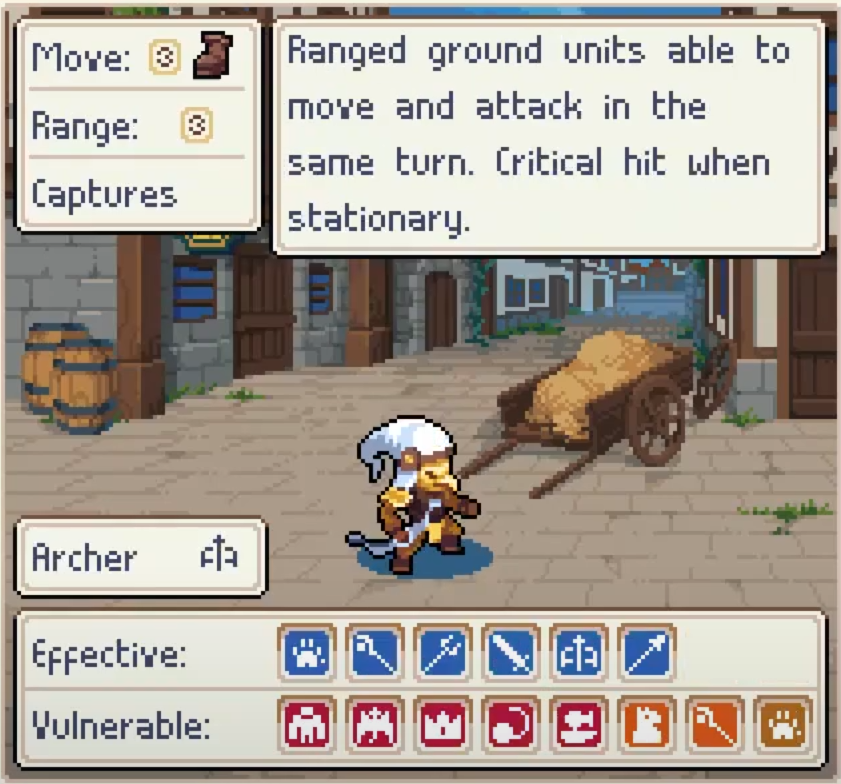 Move: 3
Range: 3
Captures
Ranged ground units able to
move and attack in the
same turn. Critical hit when
stationary.
Archer
Effective:
Vulnerable: